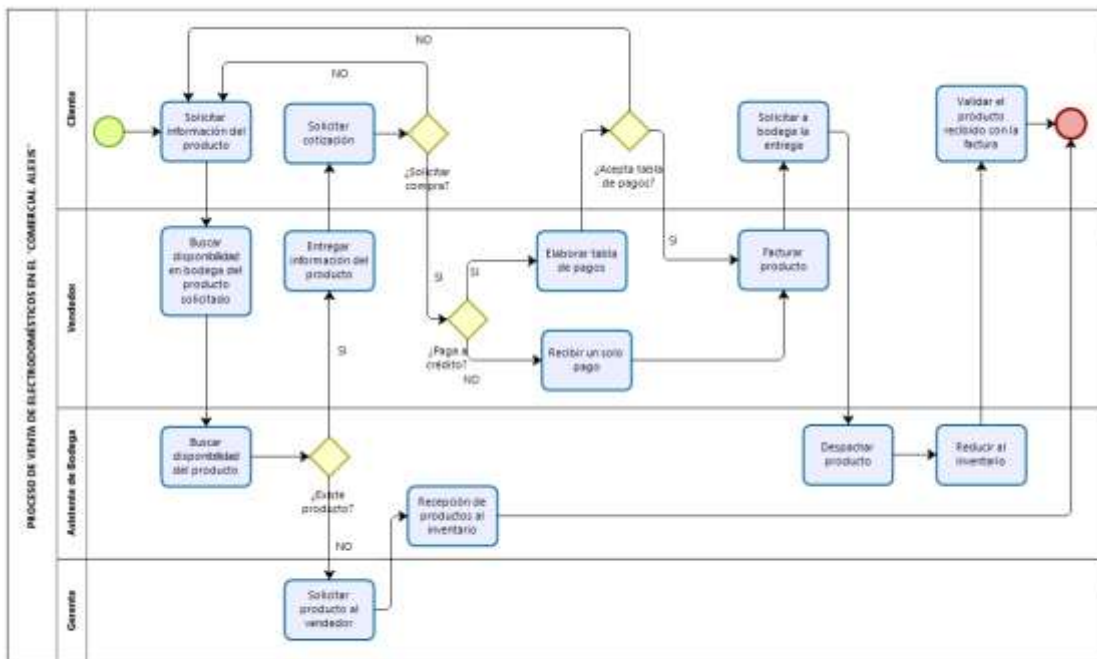 PROCESO DE VENTA DE ELECTRODOMÉSTICOS EN EL "COMERCIAL ALEXIS"
Cliente
NO
NO
Solicitar
información del
producto
Solicitar
cotización
¿Solicitar
compra?
¿Acepta tabla
de pagos?
Solicitar a
bodega la
entrega
Validar el
producto
recibido con la
factura
Vendedor
Buscar
disponibilidad
en bodega del
producto
solicitado
Entregar
información del
producto
SI
SI
Elaborar tabla
de pagos
SI
Facturar
producto
SI
¿Paga a
crédito?
NO
Recibir un solo
pago
Asistente de Bodega
Buscar
disponibilidad
del producto
¿Existe
producto?
NO
Recepción de
productos al
inventario
Despachar
producto
Reducir al
inventario
Gerente
Solicitar
producto al
vendedor